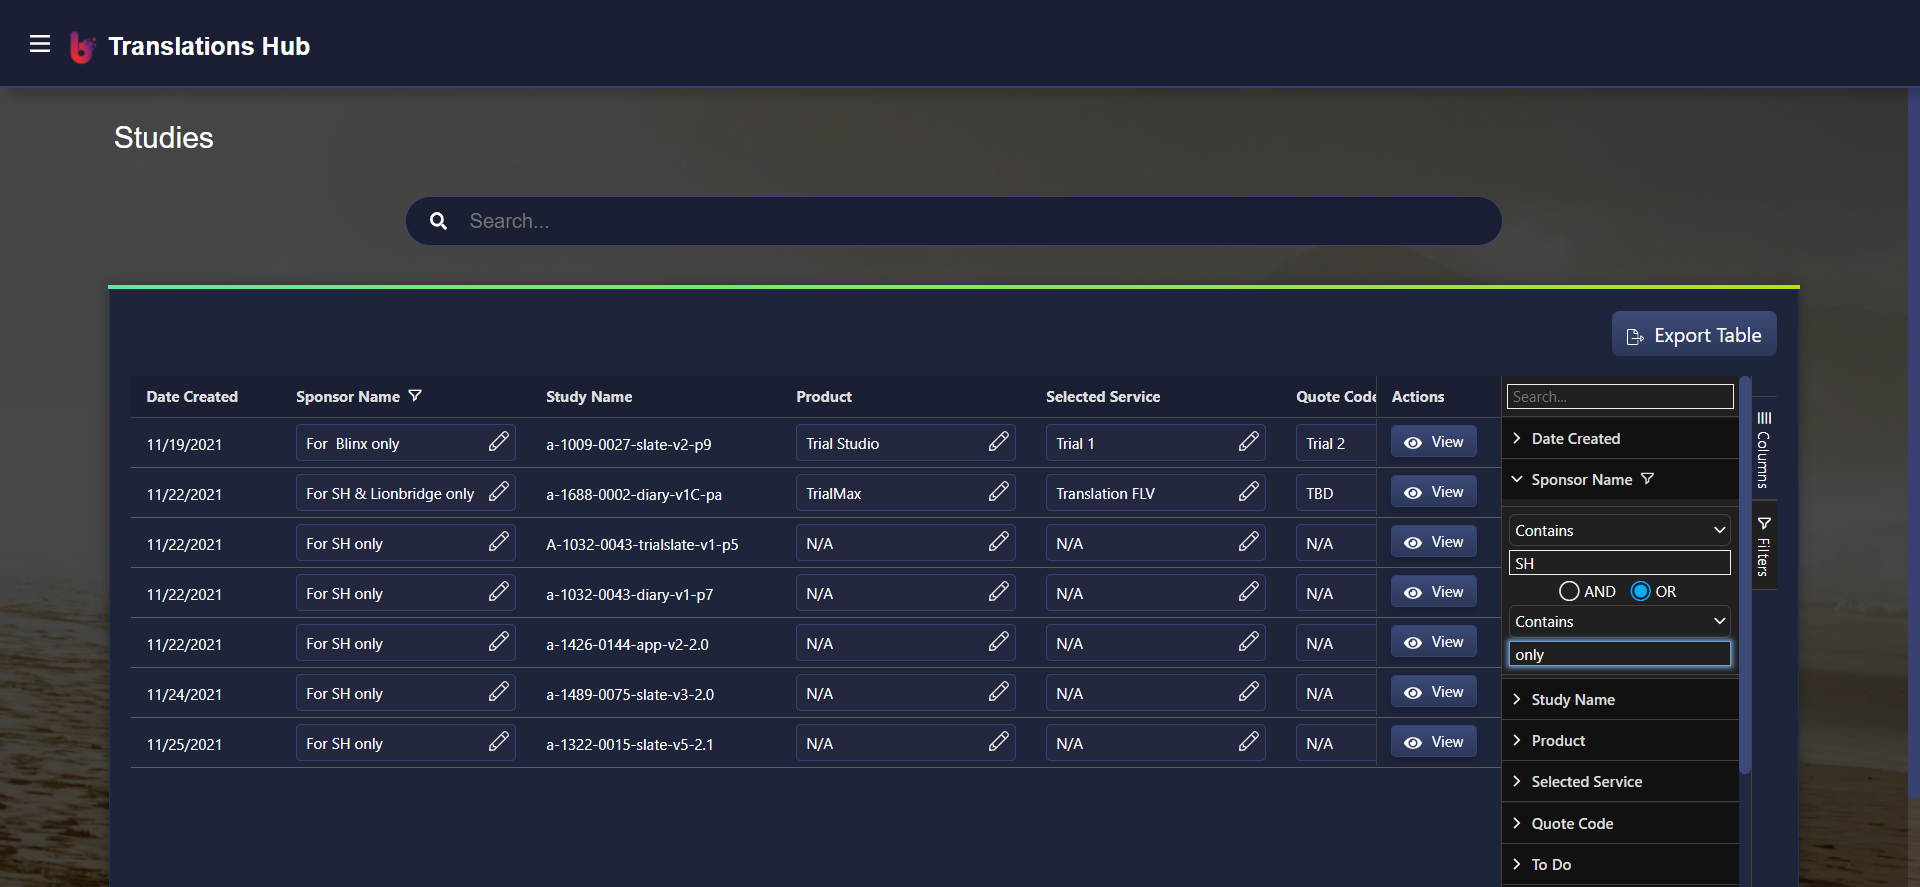 Translations Hub
Studies
Search...
Export Table
Date Created Sponsor Name Study Name Product Selected Service Quote Code Actions
11/19/2021 For Blinx only a-1009-0027-slate-v2-p9 Trial Studio Trial 1 Trial 2 View
11/22/2021 For SH & Lionbridge only a-1688-0002-diary-v1C-pa TrialMax Translation FLV TBD View
11/22/2021 For SH only A-1032-0043-trialslate-v1-p5 N/A N/A N/A View
11/22/2021 For SH only a-1032-0043-diary-v1-p7 N/A N/A N/A View
11/22/2021 For SH only a-1426-0144-app-v2-2.0 N/A N/A N/A View
11/24/2021 For SH only a-1489-0075-slate-v3-2.0 N/A N/A N/A View
11/25/2021 For SH only a-1322-0015-slate-v5-2.1 N/A N/A N/A View
Search...
Date Created
Sponsor Name
Contains
SH
AND OR
Contains
only
Study Name
Product
Selected Service
Quote Code
To Do
Columns
Filters